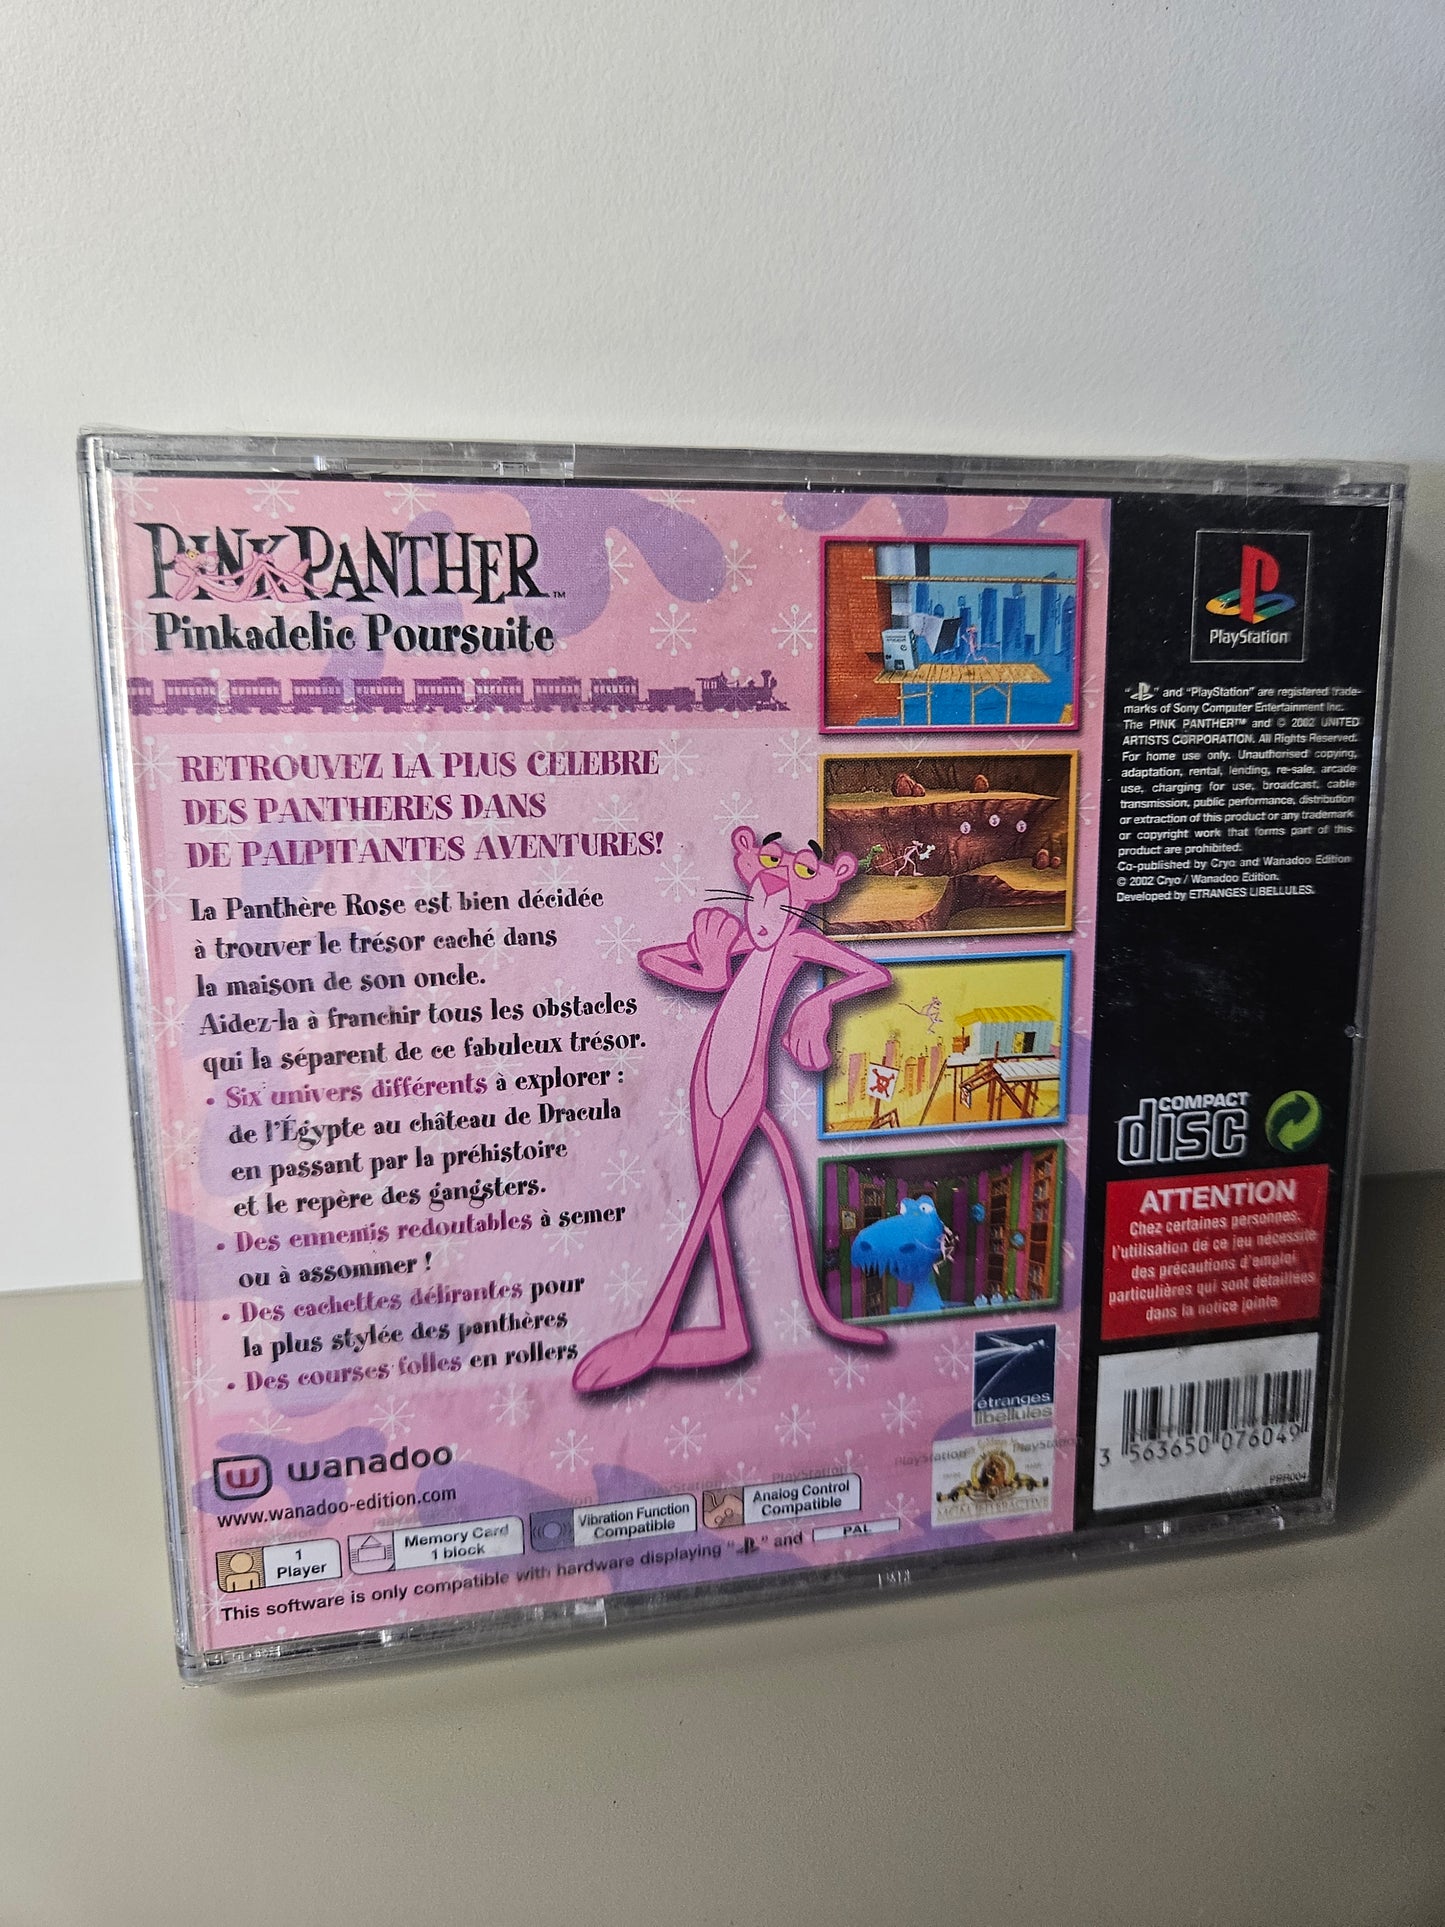 PINK PANTHER™
Pinkadelic Poursuite
RETROUVEZ LA PLUS CELEBRE
DES PANTHERES DANS
DE PALPITANTES AVENTURES!
La Panthère Rose est bien décidée
à trouver le trésor caché dans
la maison de son oncle.
Aidez-la à franchir tous les obstacles
qui la séparent de ce fabuleux trésor.
• Six univers différents à explorer :
de l'Égypte au château de Dracula
en passant par la préhistoire
et le repère des gangsters.
• Des ennemis redoutables à semer
ou à assommer !
• Des cachettes délirantes pour
la plus stylée des panthères
• Des courses folles en rollers
w wanadoo
www.wanadoo-edition.com
1
Player
Memory Card
1 block
Vibration Function
Compatible
Analog Control
Compatible
This software is only compatible with hardware displaying " " and PAL
étranges
libellules
MGM INTERACTIVE
PlayStation
" " and "PlayStation" are registered trade-
marks of Sony Computer Entertainment Inc.
The PINK PANTHER™ and © 2002 UNITED
ARTISTS CORPORATION. All Rights Reserved.
For home use only. Unauthorised copying,
adaptation, rental, lending, re-sale, arcade
use, charging for use, broadcast, cable
transmission, public performance, distribution
or extraction of this product or any trademark
or copyright work that forms part of this
product are prohibited.
Co-published by Cryo and Wanadoo Edition
© 2002 Cryo / Wanadoo Edition.
Developed by ETRANGES LIBELLULES.
COMPACT
disc
ATTENTION
Chez certaines personnes,
l'utilisation de ce jeu nécessite
des précautions d'emploi
particulières qui sont détaillées
dans la notice jointe
3 563650 076049